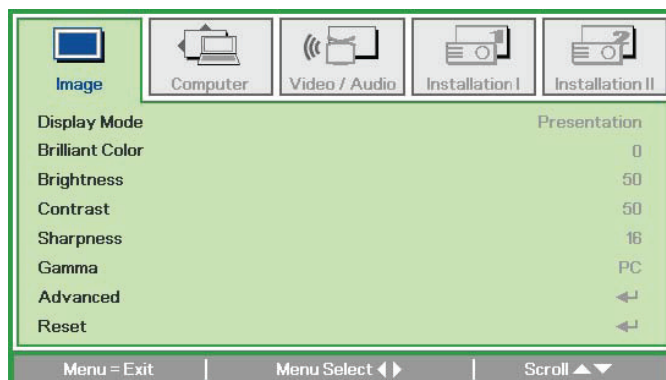 Image Computer Video / Audio Installation I Installation II
Display Mode Presentation
Brilliant Color 0
Brightness 50
Contrast 50
Sharpness 16
Gamma PC
Advanced
Reset
Menu = Exit Menu Select Scroll